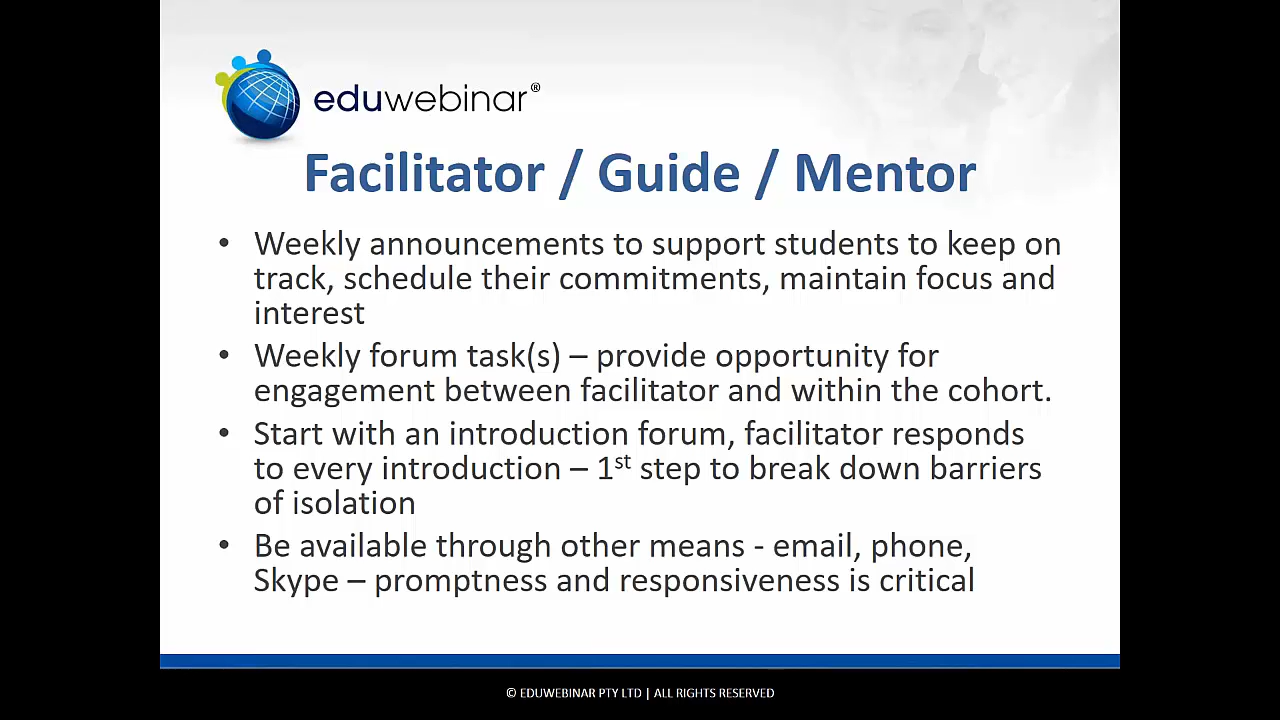 eduwebinar®
Facilitator / Guide / Mentor
• Weekly announcements to support students to keep on
track, schedule their commitments, maintain focus and
interest
• Weekly forum task(s) – provide opportunity for
engagement between facilitator and within the cohort.
• Start with an introduction forum, facilitator responds
to every introduction – 1st step to break down barriers
of isolation
• Be available through other means - email, phone,
Skype – promptness and responsiveness is critical
© EDUWEBINAR PTY LTD | ALL RIGHTS RESERVED